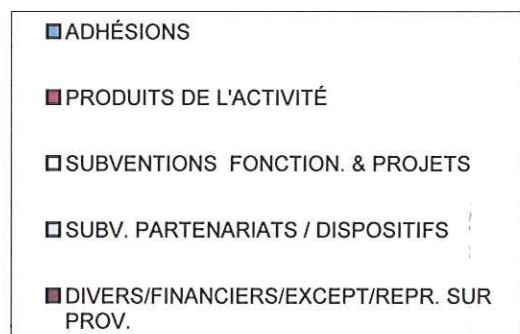 ADHÉSIONS
PRODUITS DE L'ACTIVITÉ
SUBVENTIONS FONCTION. & PROJETS
SUBV. PARTENARIATS / DISPOSITIFS
DIVERS/FINANCIERS/EXCEPT/REPR. SUR
PROV.